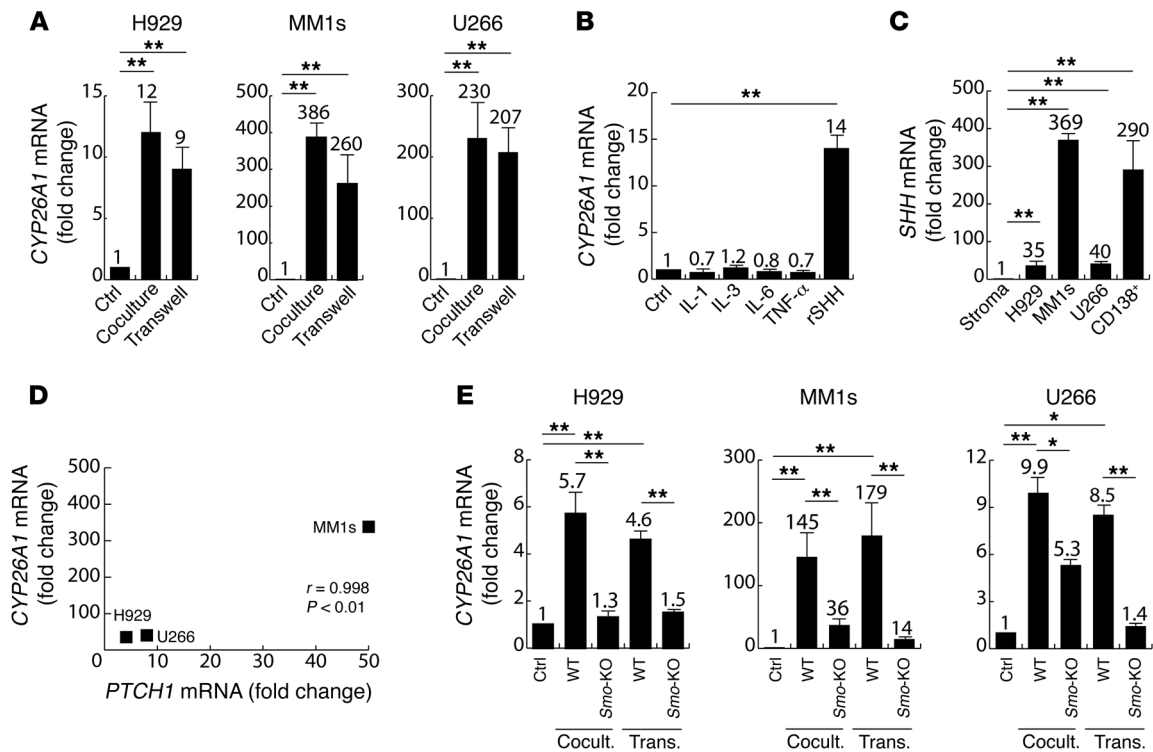 A
H929
MM1s
U266
CYP26A1 mRNA
(fold change)
**
**
15
10
5
0
1
12
9
Ctrl
Coculture
Transwell
**
**
500
400
300
200
100
0
1
386
260
Ctrl
Coculture
Transwell
**
**
300
200
100
0
1
230
207
Ctrl
Coculture
Transwell
B
CYP26A1 mRNA
(fold change)
**
20
15
10
5
0
1
0.7
1.2
0.8
0.7
14
Ctrl
IL-1
IL-3
IL-6
TNF-α
rSHH
C
SHH mRNA
(fold change)
**
**
**
**
500
400
300
200
100
0
1
35
369
40
290
Stroma
H929
MM1s
U266
CD138+
D
CYP26A1 mRNA
(fold change)
500
400
300
200
100
0
10
20
30
40
50
MM1s
r = 0.998
P < 0.01
H929
U266
PTCH1 mRNA (fold change)
E
H929
MM1s
U266
CYP26A1 mRNA
(fold change)
**
**
**
**
8
6
4
2
0
1
5.7
1.3
4.6
1.5
Ctrl
WT
Smo-KO
WT
Smo-KO
Cocult.
Trans.
**
**
**
**
300
200
100
0
1
145
36
179
14
Ctrl
WT
Smo-KO
WT
Smo-KO
Cocult.
Trans.
*
**
*
**
12
9
6
3
0
1
9.9
5.3
8.5
1.4
Ctrl
WT
Smo-KO
WT
Smo-KO
Cocult.
Trans.